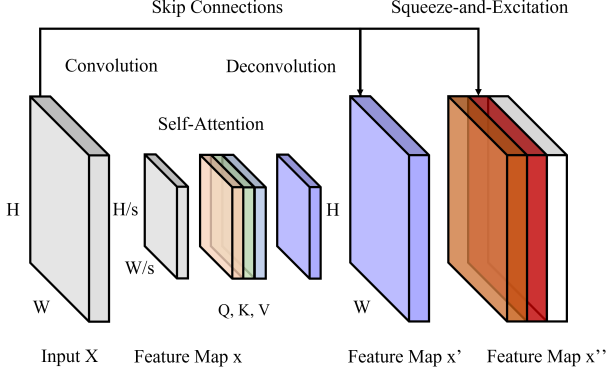 Skip Connections
Squeeze-and-Excitation
Convolution
Deconvolution
Self-Attention
H
H/s
H
W/s
W
Q, K, V
W
Input X
Feature Map x
Feature Map x’
Feature Map x’’